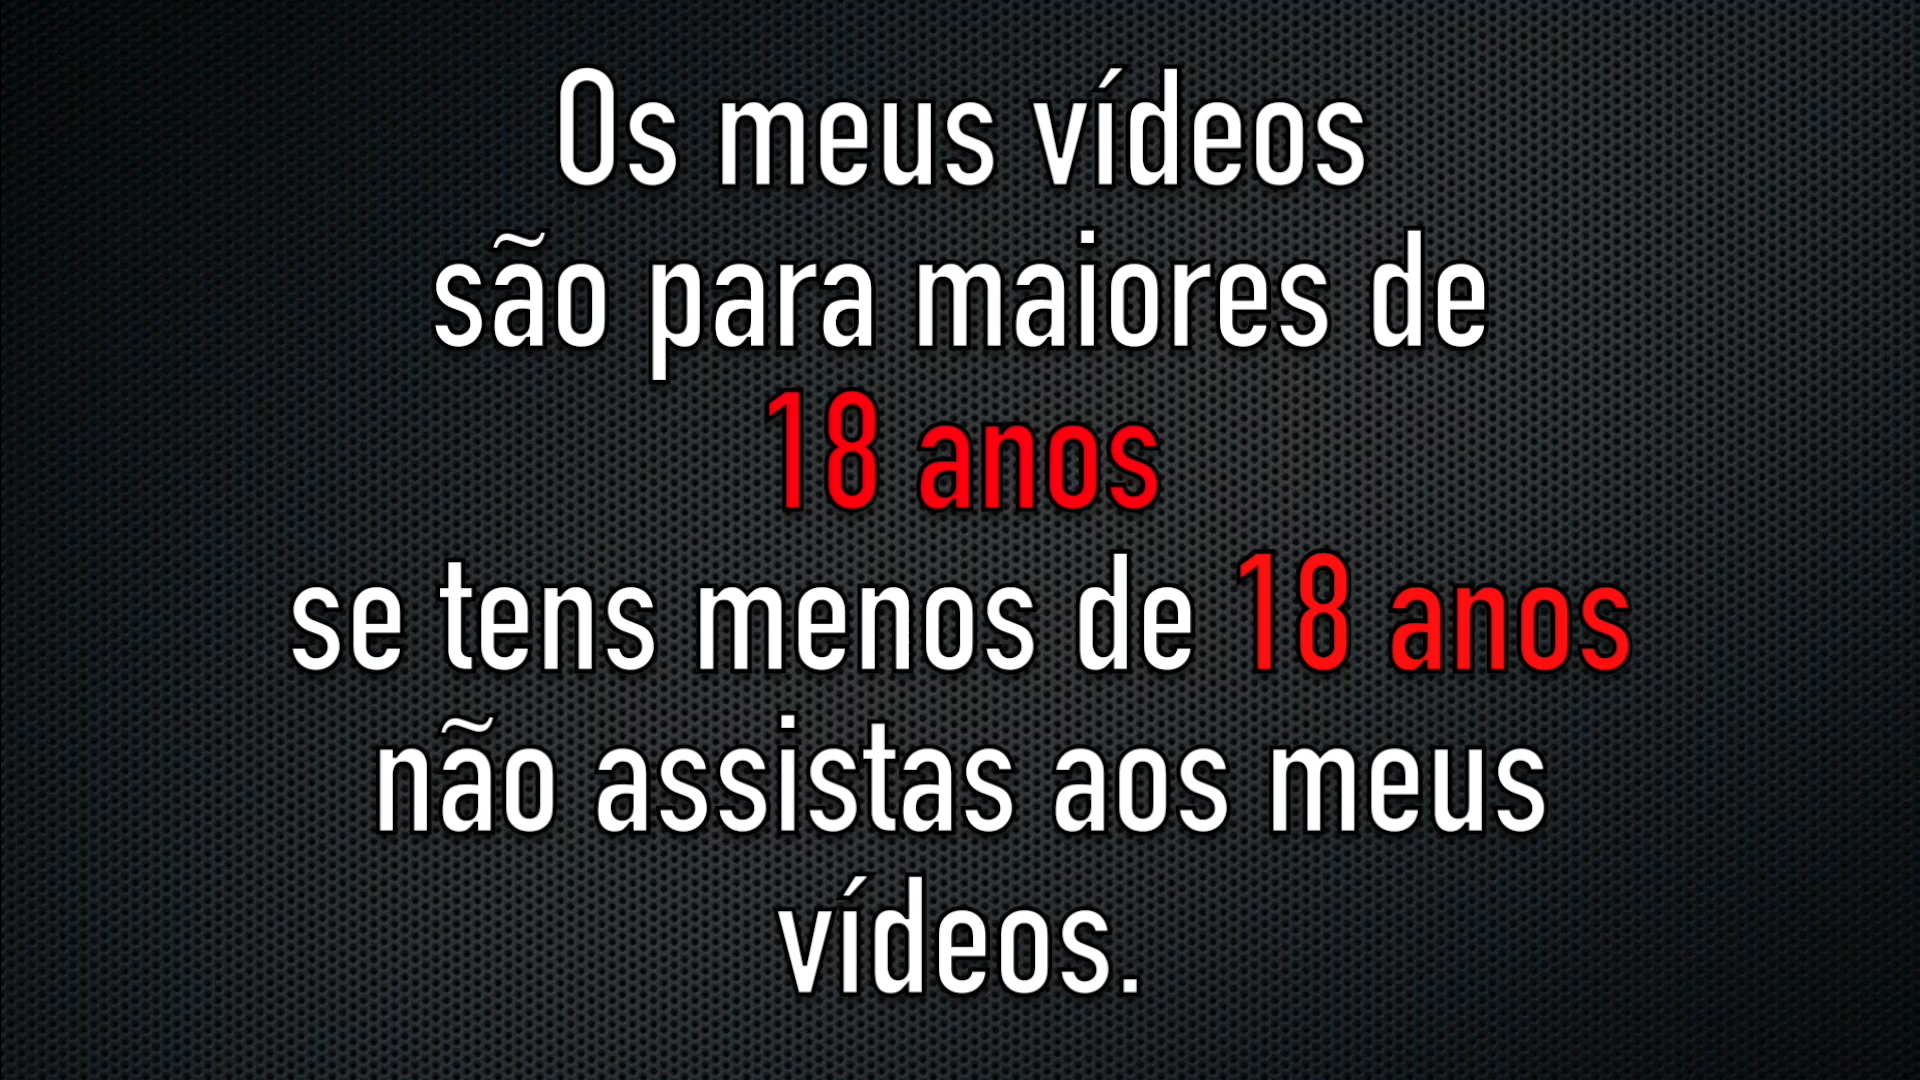 Os meus vídeos
são para maiores de
18 anos
se tens menos de 18 anos
não assistas aos meus
vídeos.